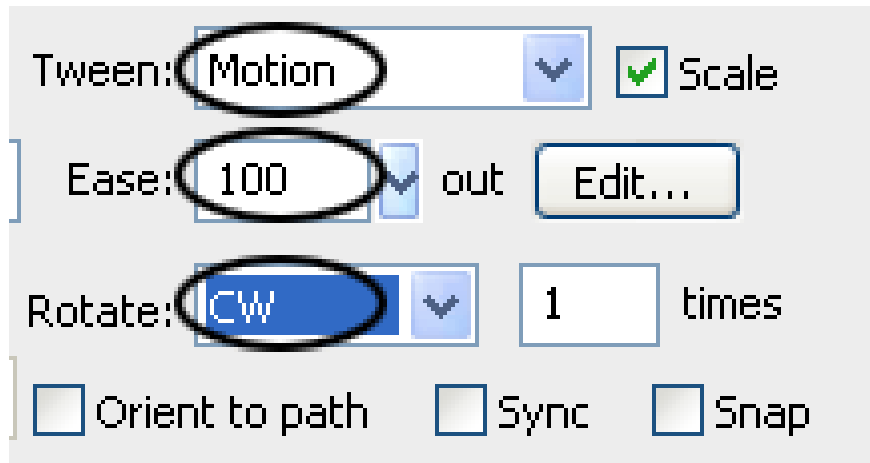 Tween: Motion Scale
Ease: 100 out Edit...
Rotate: CW 1 times
Orient to path Sync Snap